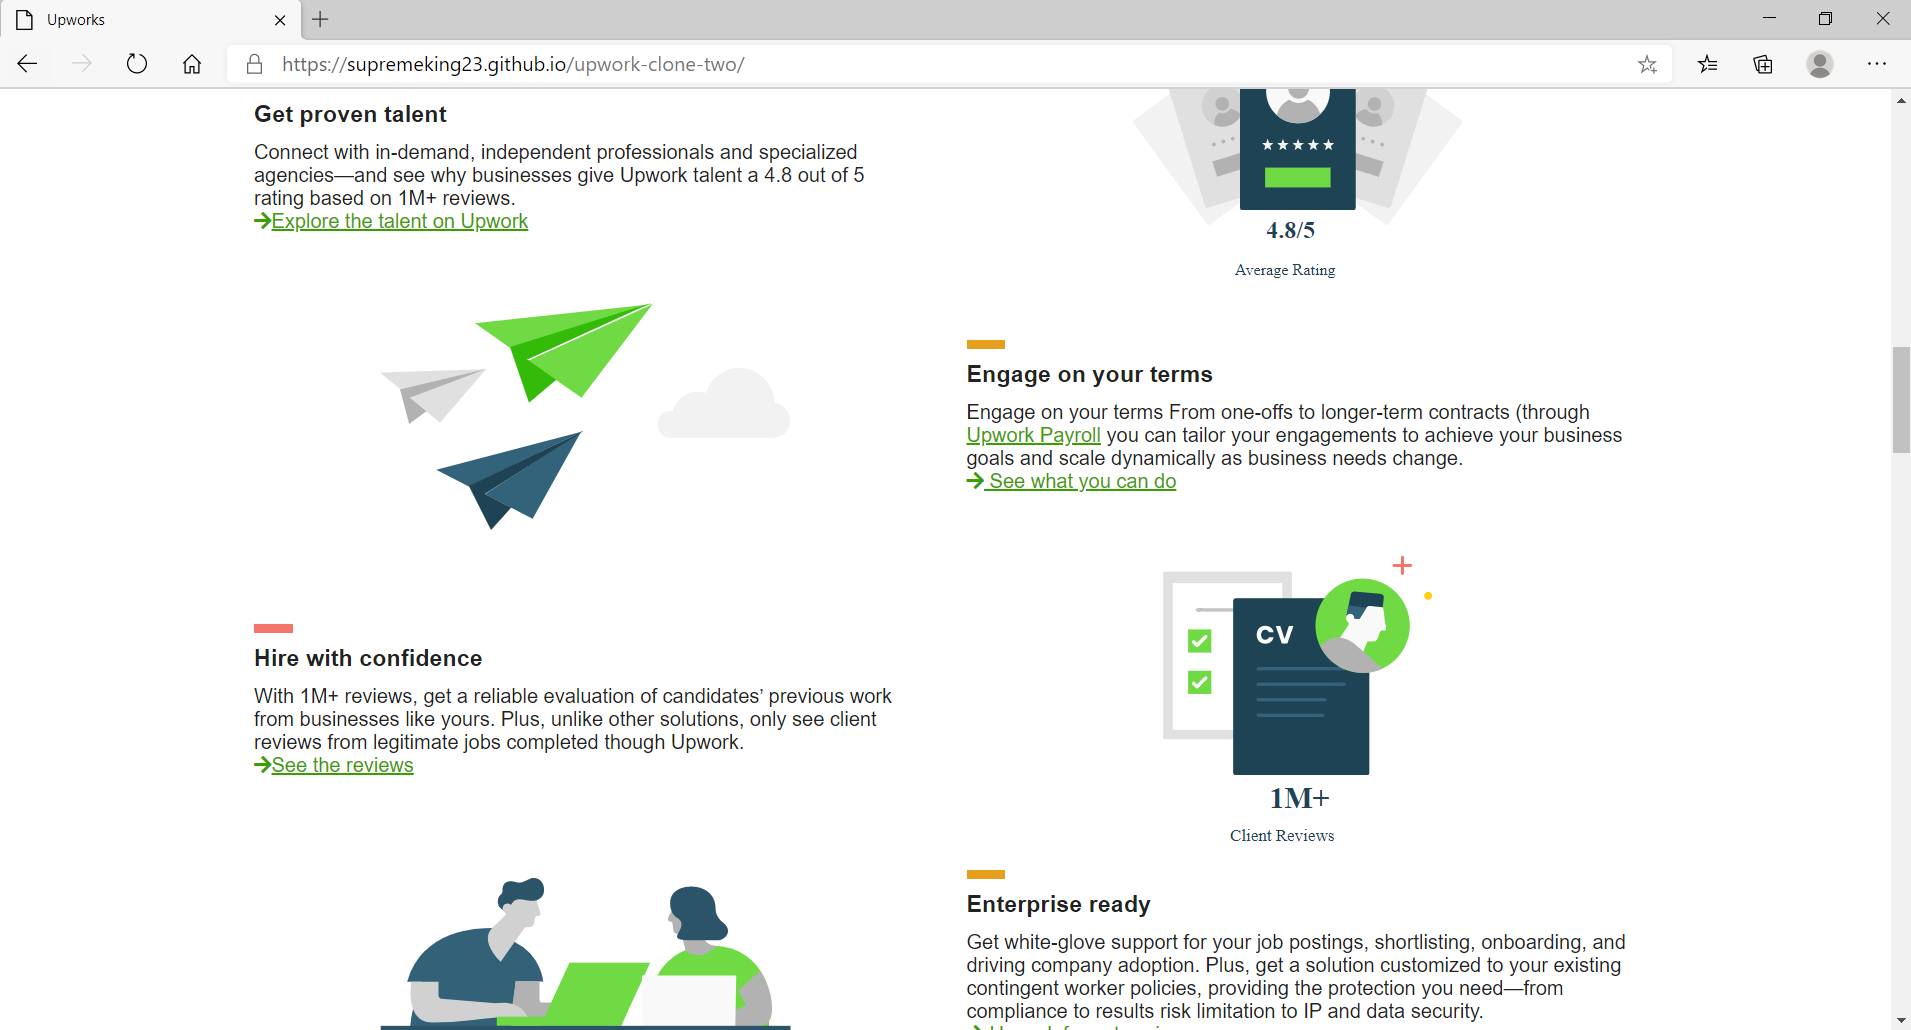 Upworks
https://supremeking23.github.io/upwork-clone-two/
Get proven talent
Connect with in-demand, independent professionals and specialized
agencies—and see why businesses give Upwork talent a 4.8 out of 5
rating based on 1M+ reviews.
Explore the talent on Upwork
4.8/5
Average Rating
Engage on your terms
Engage on your terms From one-offs to longer-term contracts (through
Upwork Payroll you can tailor your engagements to achieve your business
goals and scale dynamically as business needs change.
See what you can do
Hire with confidence
With 1M+ reviews, get a reliable evaluation of candidates’ previous work
from businesses like yours. Plus, unlike other solutions, only see client
reviews from legitimate jobs completed though Upwork.
See the reviews
CV
1M+
Client Reviews
Enterprise ready
Get white-glove support for your job postings, shortlisting, onboarding, and
driving company adoption. Plus, get a solution customized to your existing
contingent worker policies, providing the protection you need—from
compliance to results risk limitation to IP and data security.